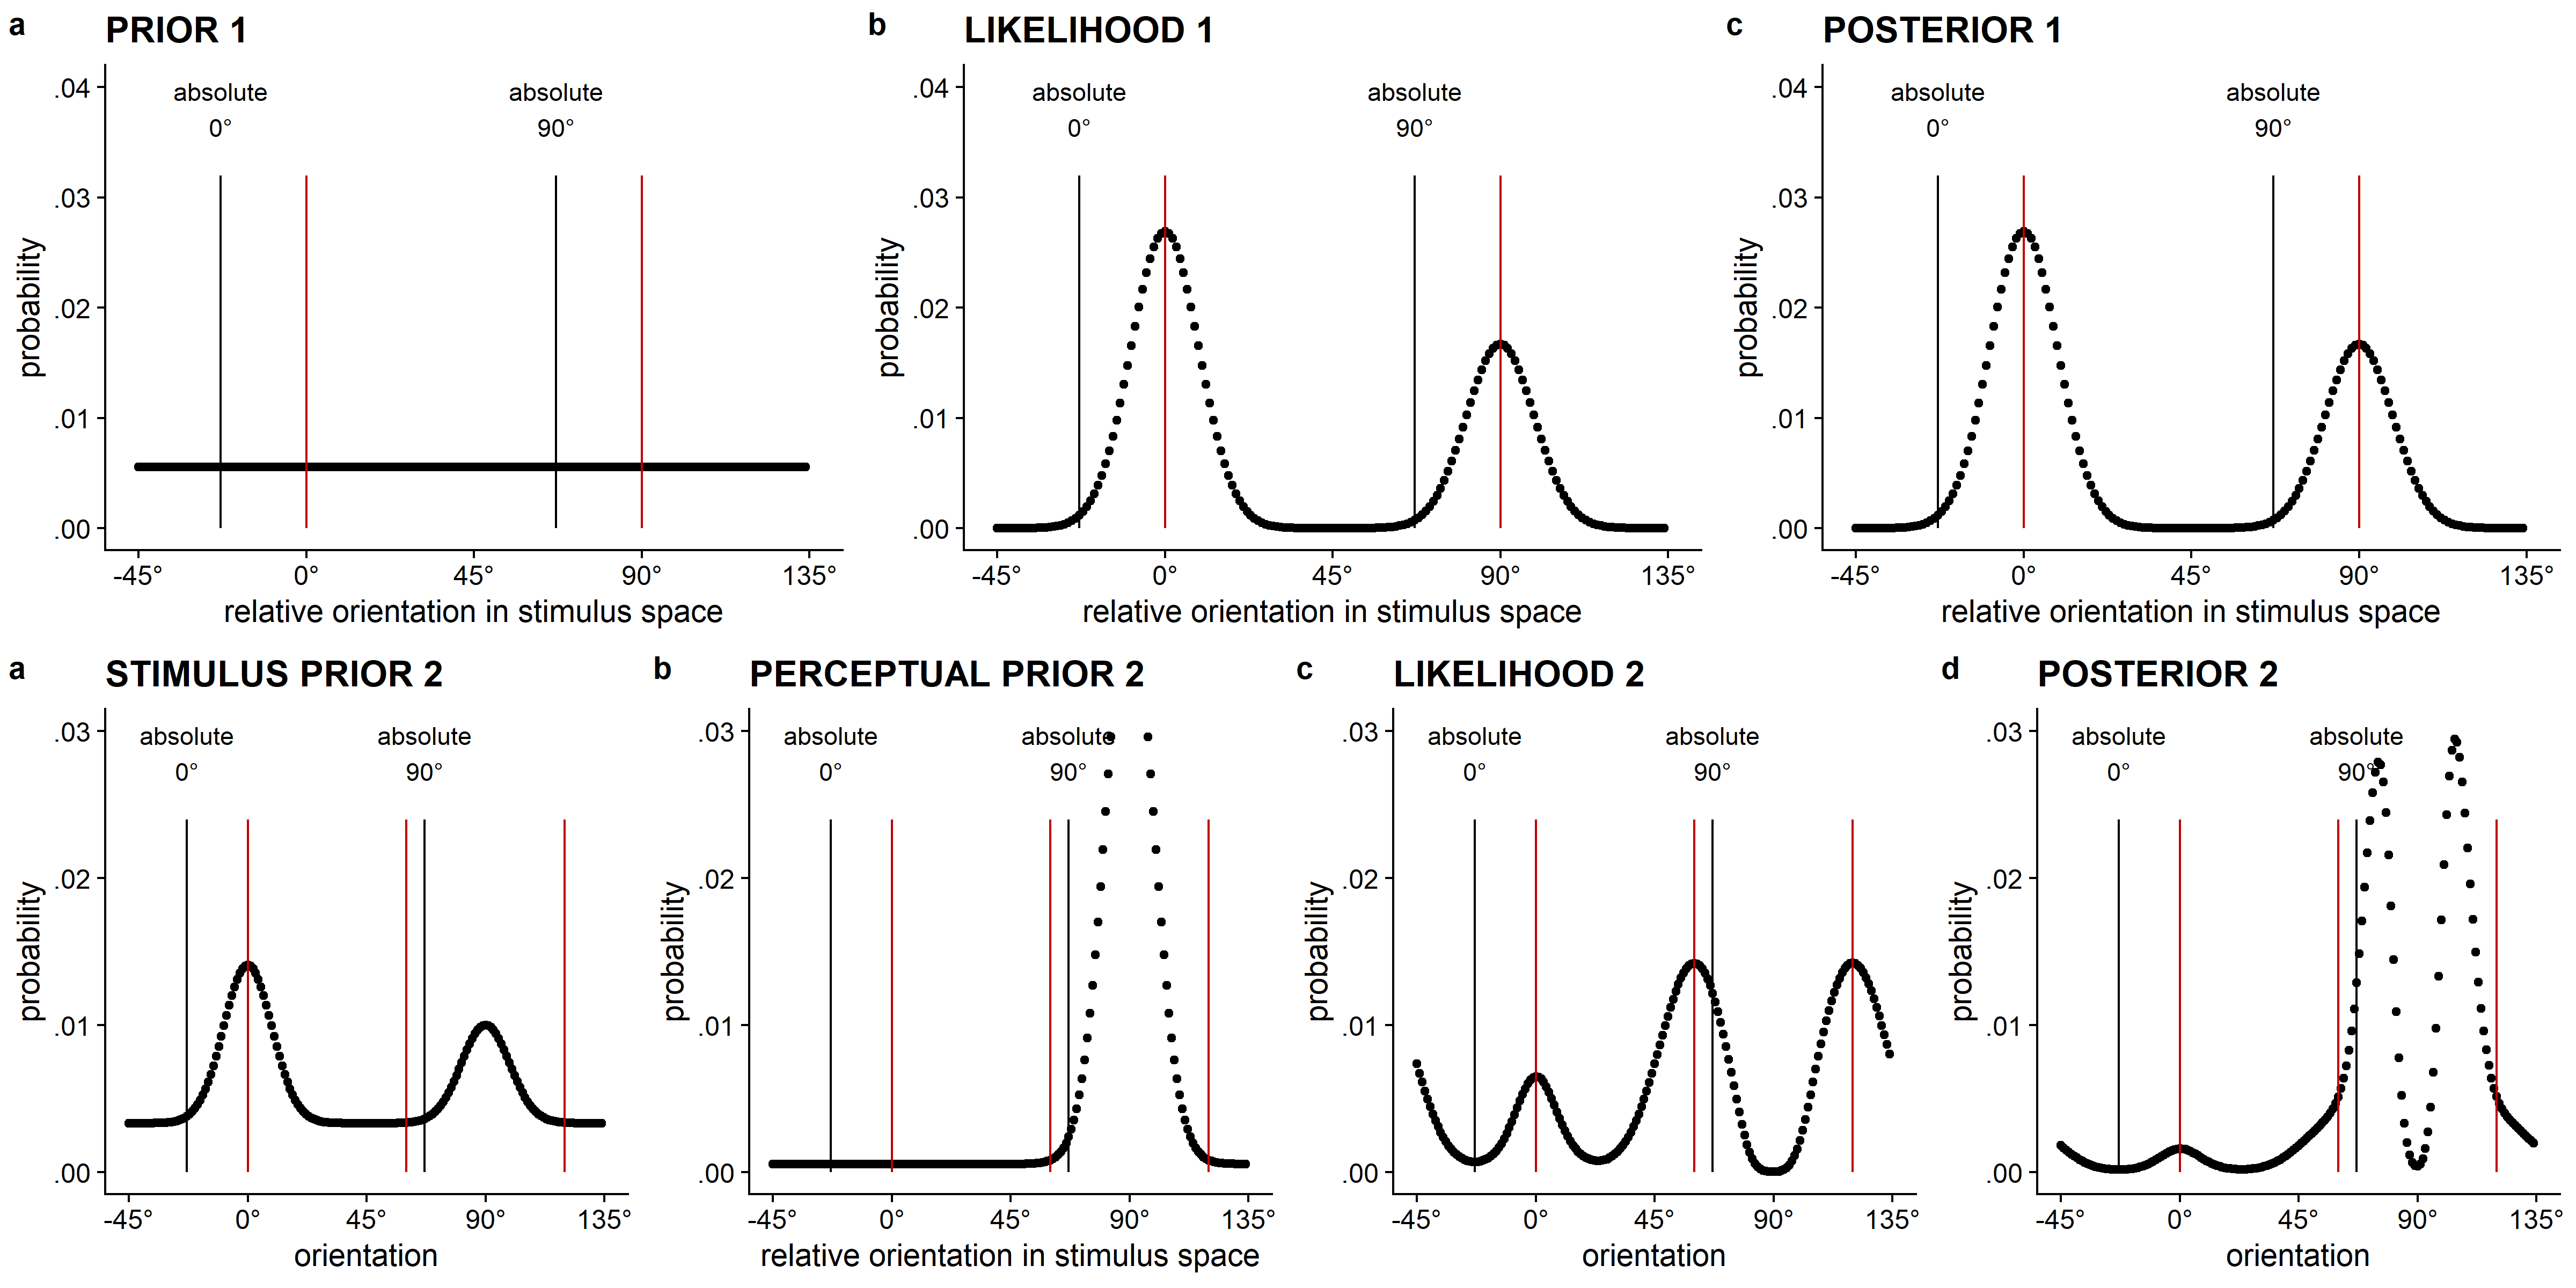 a PRIOR 1
.04
.03
.02
.01
.00
probability
absolute 0°
absolute 90°
-45° 0° 45° 90° 135°
relative orientation in stimulus space
b LIKELIHOOD 1
.04
.03
.02
.01
.00
probability
absolute 0°
absolute 90°
-45° 0° 45° 90° 135°
relative orientation in stimulus space
c POSTERIOR 1
.04
.03
.02
.01
.00
probability
absolute 0°
absolute 90°
-45° 0° 45° 90° 135°
relative orientation in stimulus space
a STIMULUS PRIOR 2
.03
.02
.01
.00
probability
absolute 0°
absolute 90°
-45° 0° 45° 90° 135°
orientation
b PERCEPTUAL PRIOR 2
.03
.02
.01
.00
probability
absolute 0°
absolute 90°
-45° 0° 45° 90° 135°
relative orientation in stimulus space
c LIKELIHOOD 2
.03
.02
.01
.00
probability
absolute 0°
absolute 90°
-45° 0° 45° 90° 135°
orientation
d POSTERIOR 2
.03
.02
.01
.00
probability
absolute 0°
absolute 90°
-45° 0° 45° 90° 135°
orientation